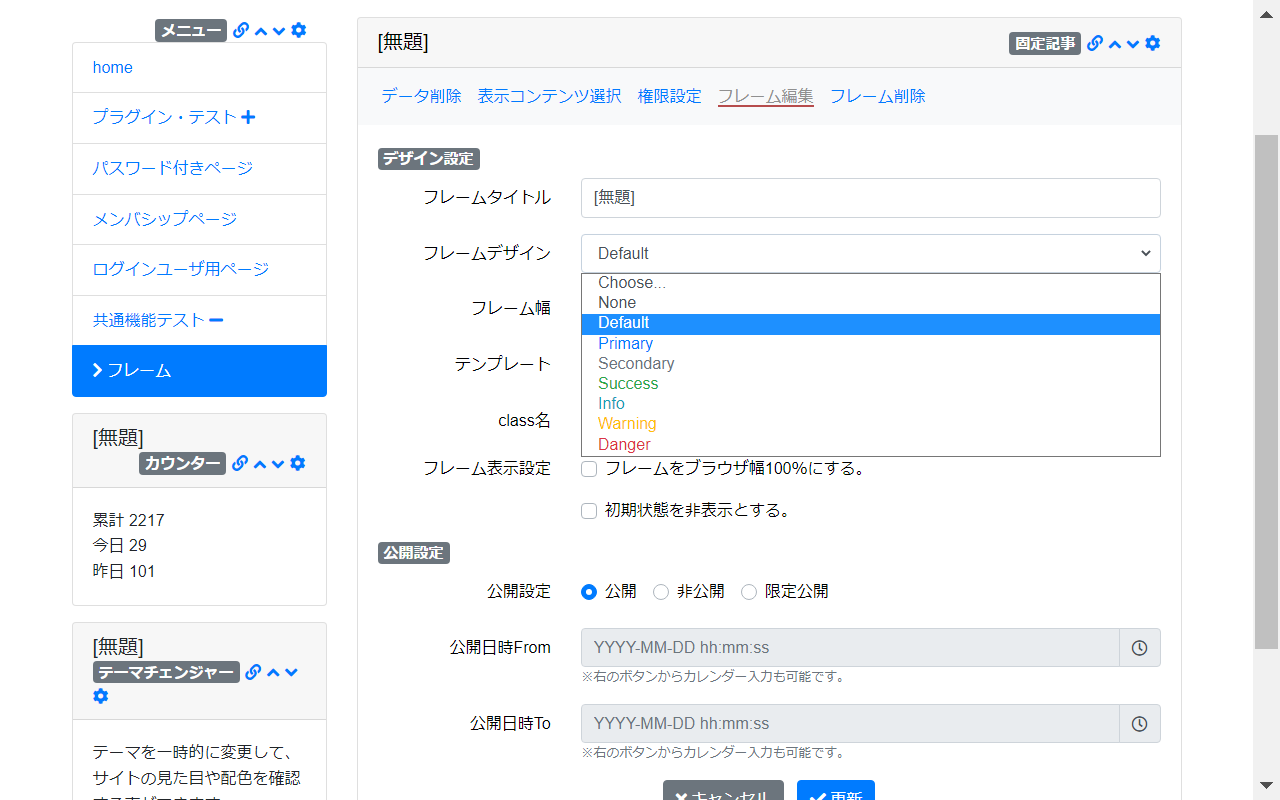 メニュー
home
プラグイン・テスト
パスワード付きページ
メンバシップページ
ログインユーザ用ページ
共通機能テスト
フレーム
[無題]
カウンター
累計 2217
今日 29
昨日 101
[無題]
テーマチェンジャー
テーマを一時的に変更して、
サイトの見た目や配色を確認
[無題]
固定記事
データ削除 表示コンテンツ選択 権限設定 フレーム編集 フレーム削除
デザイン設定
フレームタイトル [無題]
フレームデザイン Default
Choose...
None
Default
Primary
Secondary
Success
Info
Warning
Danger
フレーム幅
テンプレート
class名
フレーム表示設定 フレームをブラウザ幅100%にする。
初期状態を非表示とする。
公開設定
公開設定 公開 非公開 限定公開
公開日時From YYYY-MM-DD hh:mm:ss
※右のボタンからカレンダー入力も可能です。
公開日時To YYYY-MM-DD hh:mm:ss
※右のボタンからカレンダー入力も可能です。
キャンセル 更新